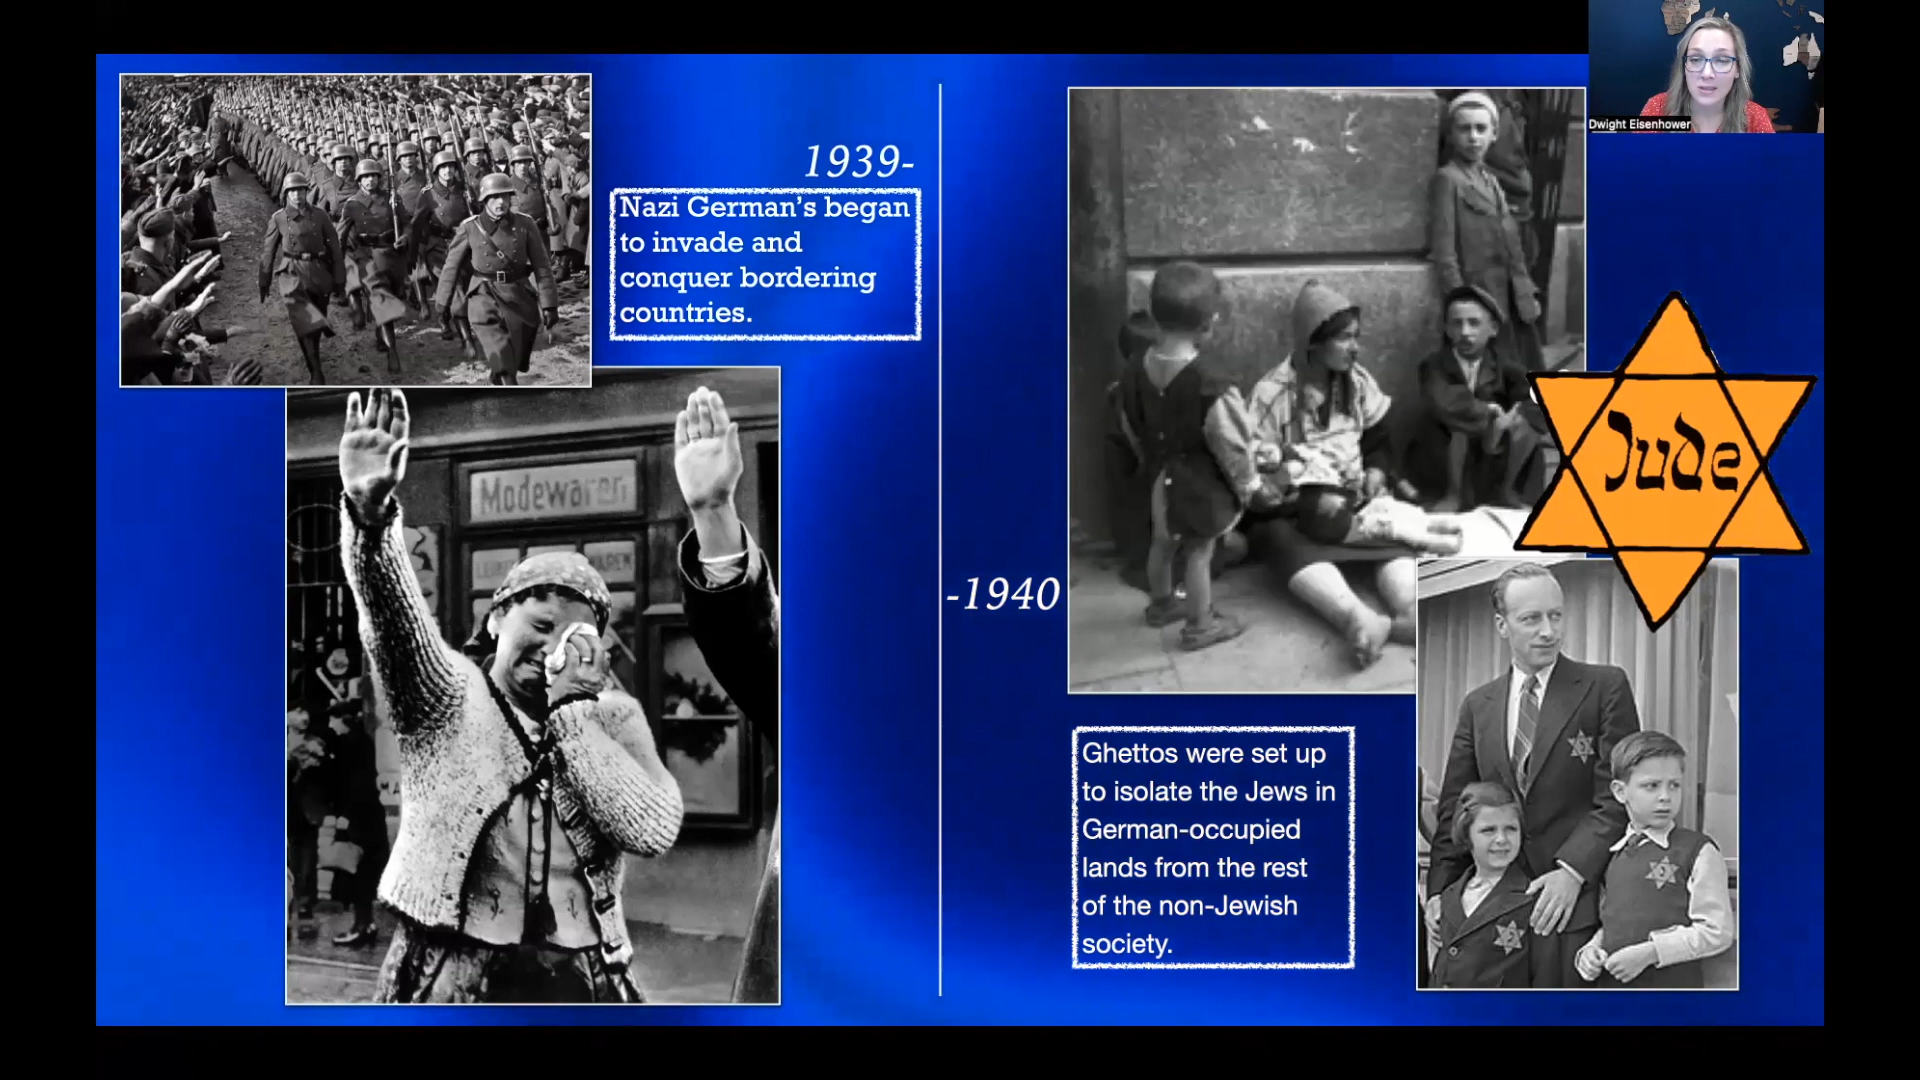 Dwight Eisenhower
1939-
Nazi German's began
to invade and
conquer bordering
countries.
Modewaren
-1940
Jude
Ghettos were set up
to isolate the Jews in
German-occupied
lands from the rest
of the non-Jewish
society.